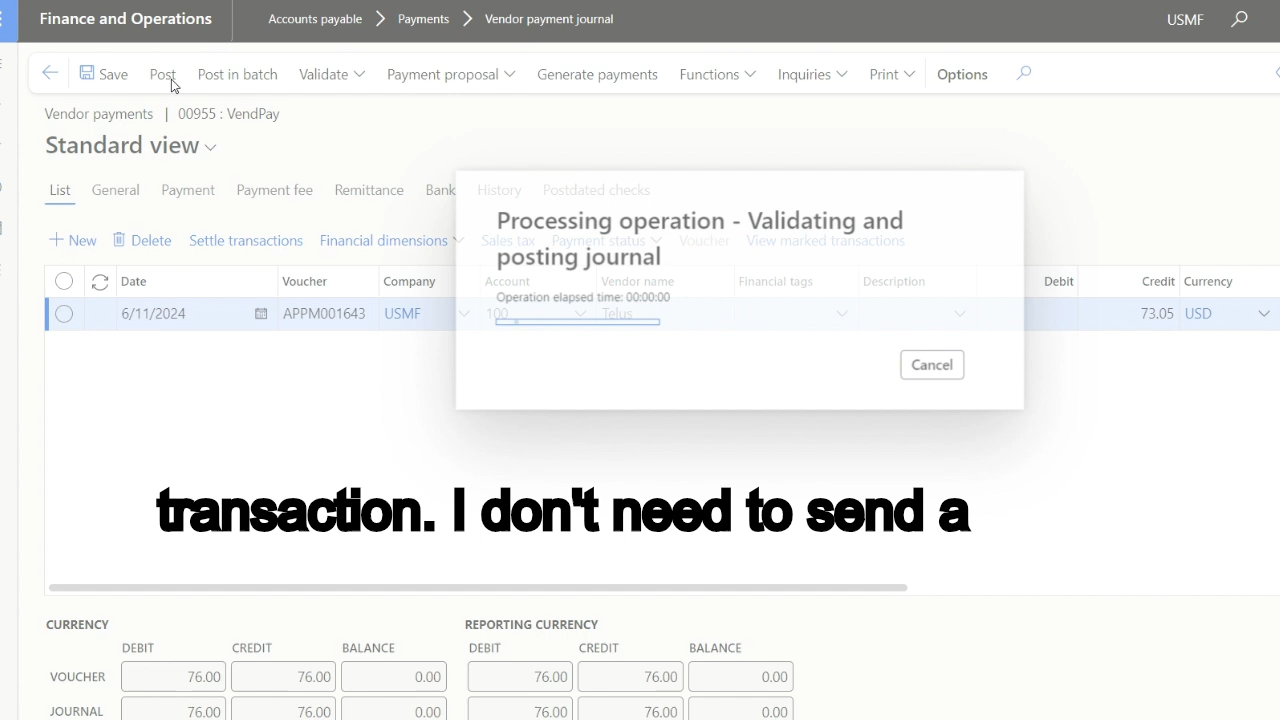 Finance and Operations Accounts payable Payments Vendor payment journal USMF
Save Post Post in batch Validate Payment proposal Generate payments Functions Inquiries Print Options
Vendor payments | 00955 : VendPay
Standard view
List General Payment Payment fee Remittance Bank History Postdated checks
Processing operation - Validating and
posting journal
New Delete Settle transactions Financial dimensions Sales tax Payment status Voucher View marked transactions
Date Voucher Company Account Vendor name Financial tags Description Debit Credit Currency
Operation elapsed time: 00:00:00
6/11/2024 APPM001643 USMF 100 Telus 73.05 USD
Cancel
transaction. I don't need to send a
CURRENCY REPORTING CURRENCY
DEBIT CREDIT BALANCE DEBIT CREDIT BALANCE
VOUCHER 76.00 76.00 0.00 76.00 76.00 0.00
JOURNAL 76.00 76.00 0.00 76.00 76.00 0.00